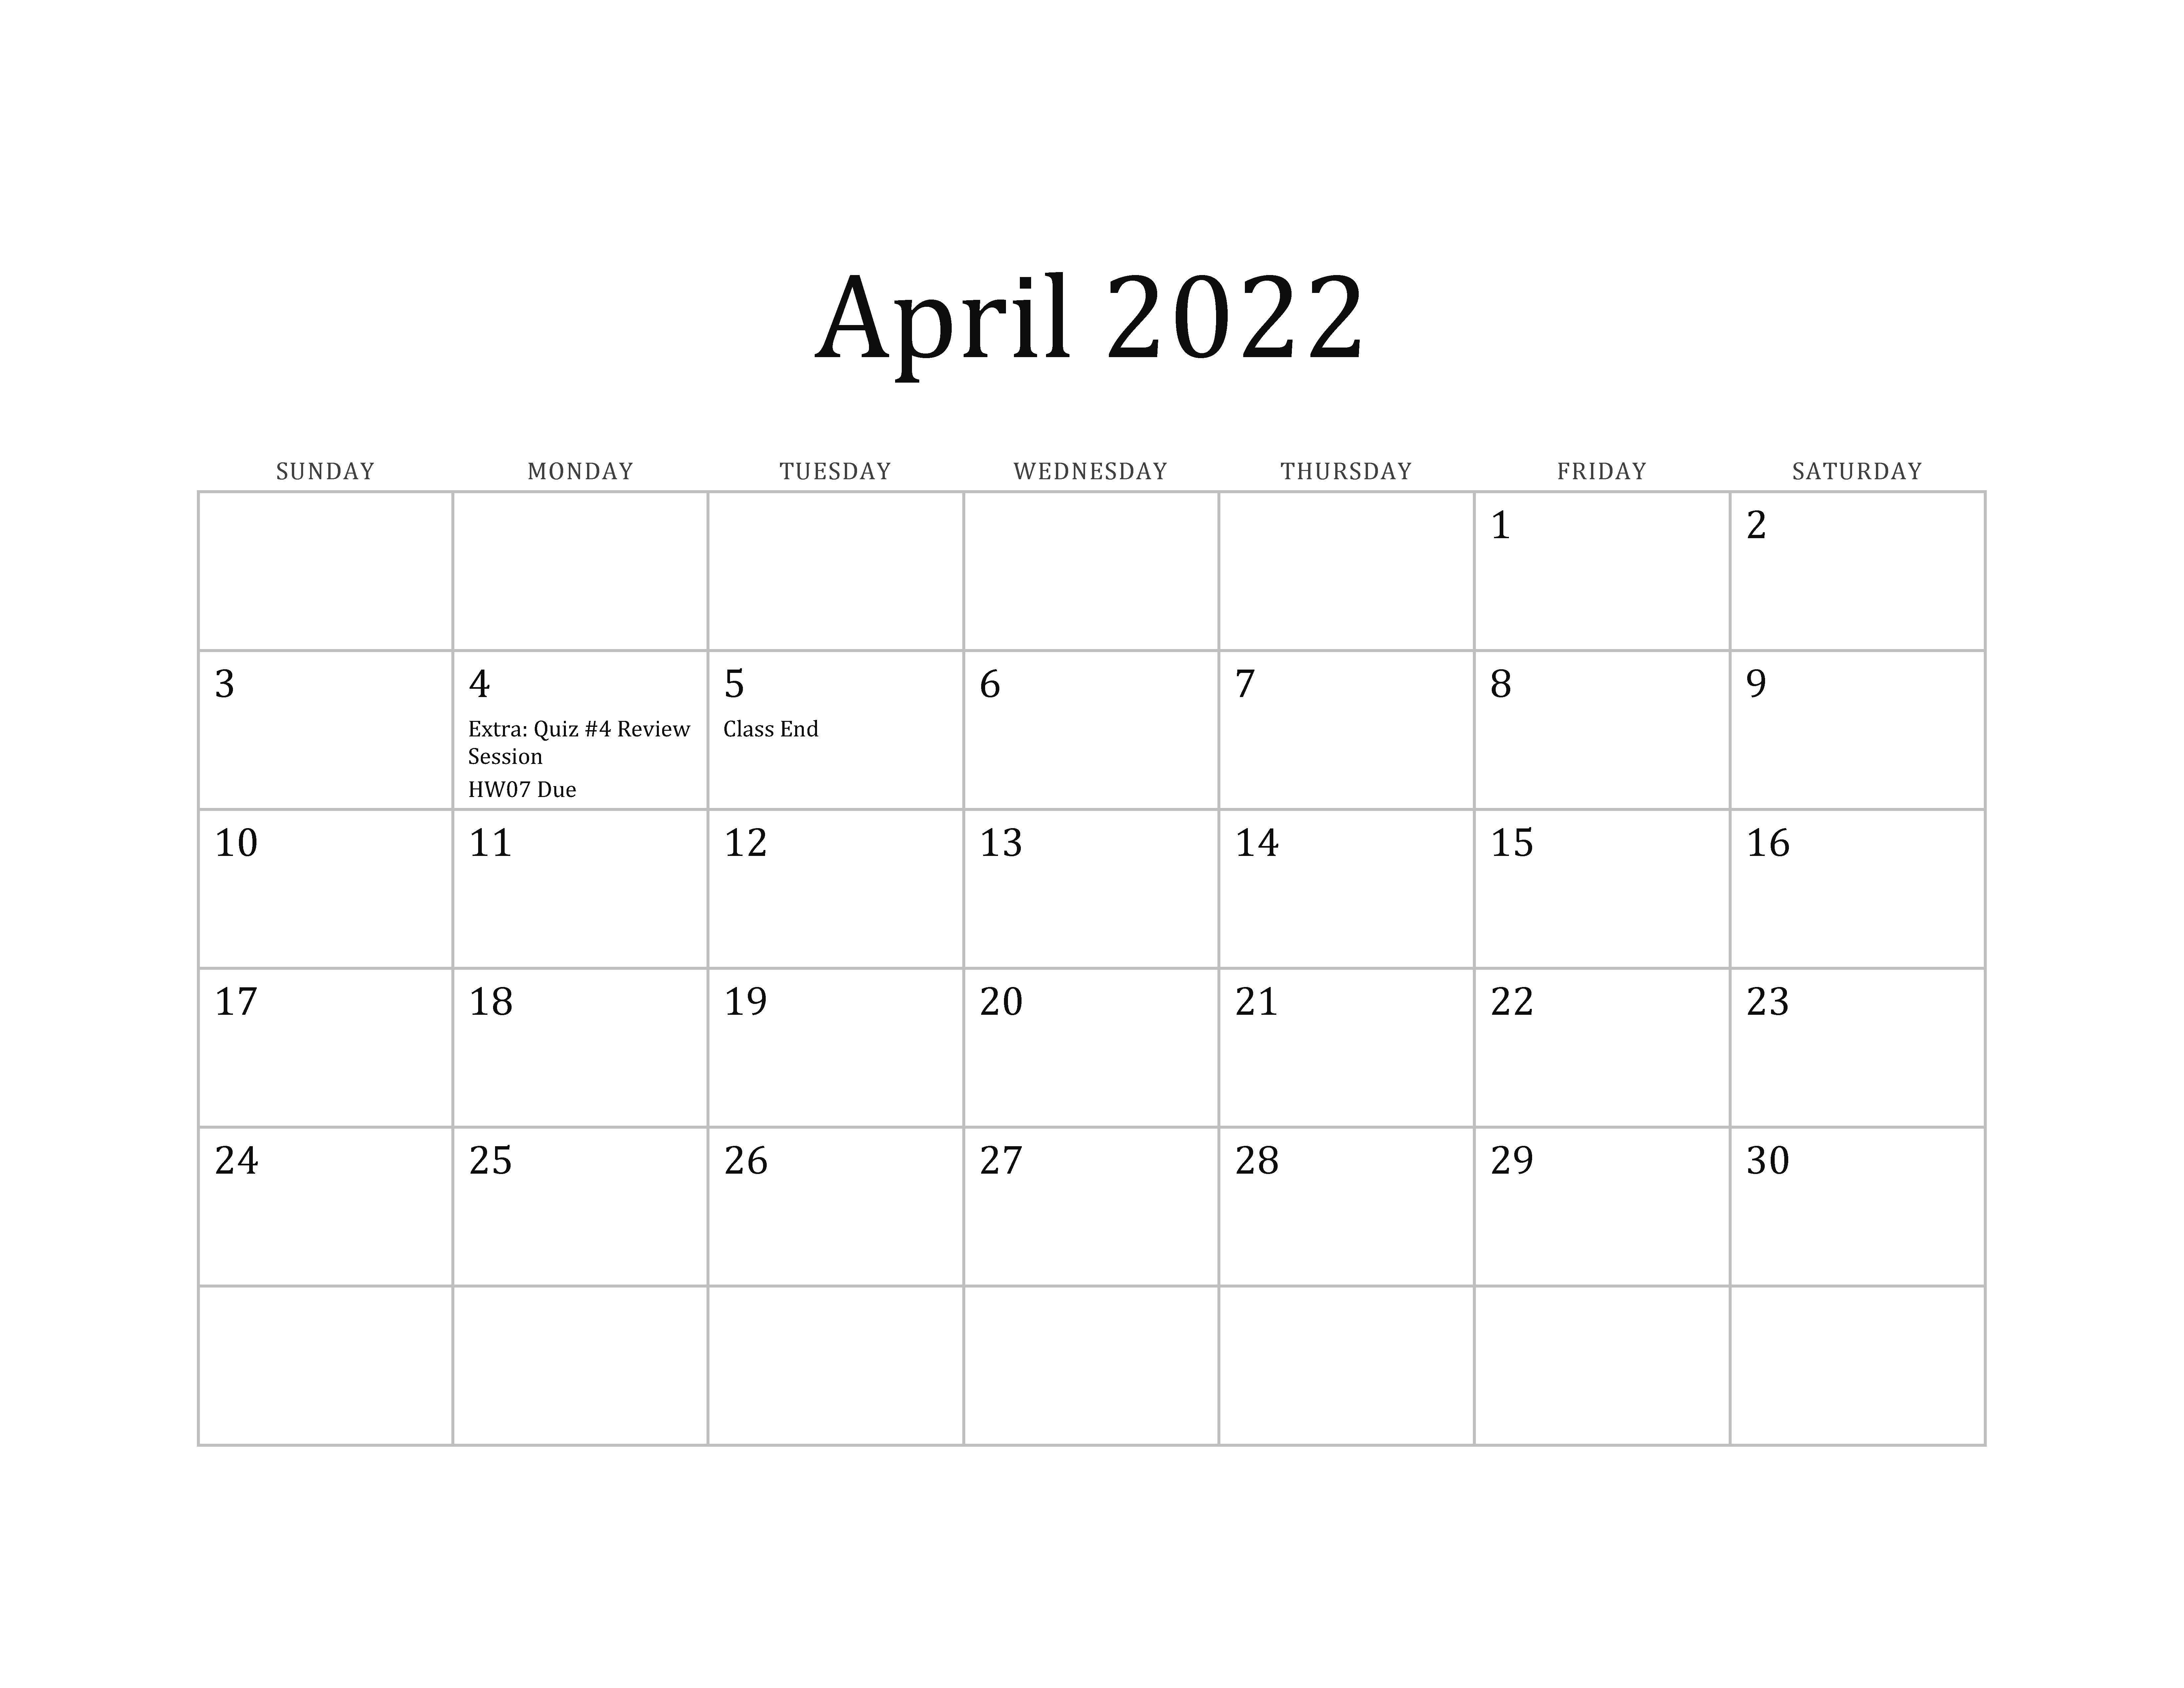 April 2022
SUNDAY MONDAY TUESDAY WEDNESDAY THURSDAY FRIDAY SATURDAY
1 2
3 4 5 6 7 8 9
Extra: Quiz #4 Review Class End
Session
HW07 Due
10 11 12 13 14 15 16
17 18 19 20 21 22 23
24 25 26 27 28 29 30